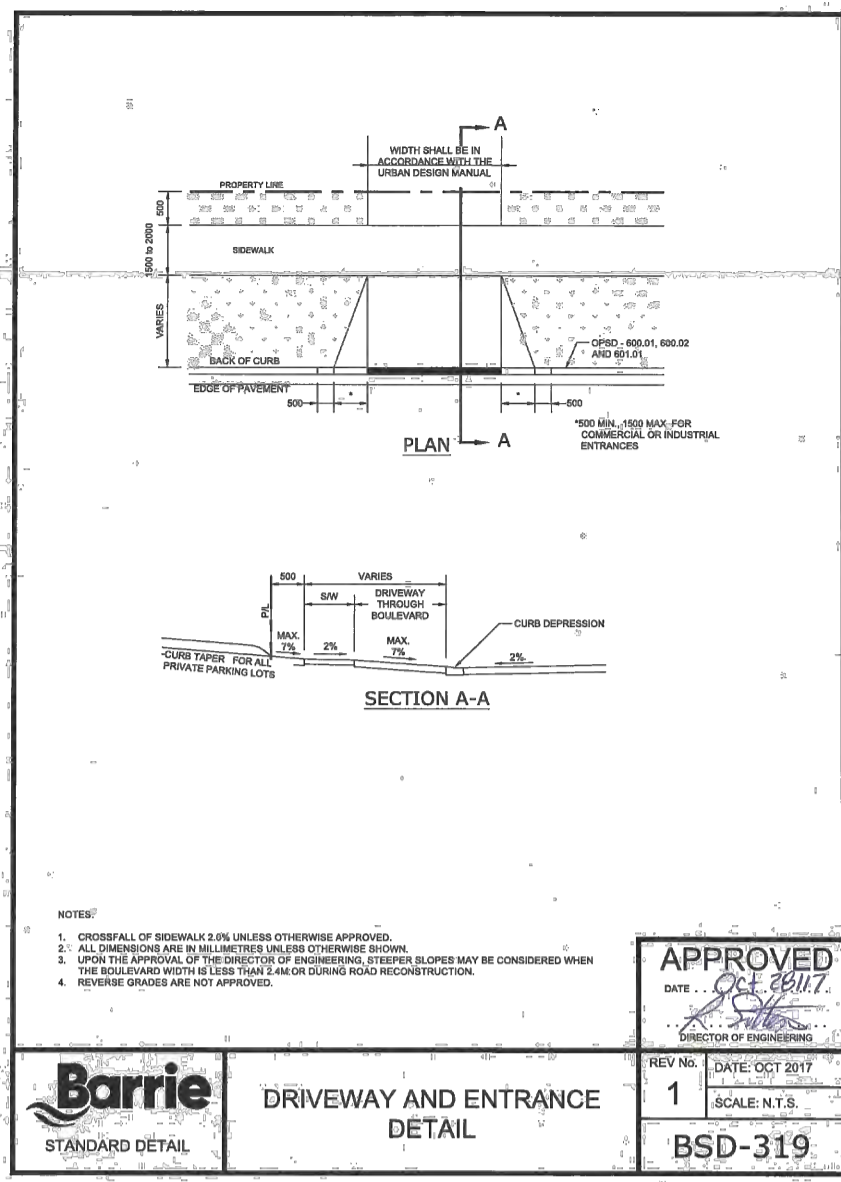 A
WIDTH SHALL BE IN
ACCORDANCE WITH THE
URBAN DESIGN MANUAL
PROPERTY LINE
500
1500 to 2000
SIDEWALK
VARIES
BACK OF CURB
OPSD - 600.01, 600.02
AND 601.01
EDGE OF PAVEMENT
500
*
*
500
*500 MIN., 1500 MAX. FOR
COMMERCIAL OR INDUSTRIAL
ENTRANCES
PLAN
A
500
VARIES
P/L
S/W
DRIVEWAY
THROUGH
BOULEVARD
CURB DEPRESSION
MAX.
7%
2%
MAX.
7%
2%
CURB TAPER FOR ALL
PRIVATE PARKING LOTS
SECTION A-A
NOTES:
1. CROSSFALL OF SIDEWALK 2.0% UNLESS OTHERWISE APPROVED.
2. ALL DIMENSIONS ARE IN MILLIMETRES UNLESS OTHERWISE SHOWN.
3. UPON THE APPROVAL OF THE DIRECTOR OF ENGINEERING, STEEPER SLOPES MAY BE CONSIDERED WHEN
THE BOULEVARD WIDTH IS LESS THAN 2.4M OR DURING ROAD RECONSTRUCTION.
4. REVERSE GRADES ARE NOT APPROVED.
APPROVED
DATE . . . Oct 28/17
DIRECTOR OF ENGINEERING
Barrie
STANDARD DETAIL
DRIVEWAY AND ENTRANCE
DETAIL
REV No.
1
DATE: OCT 2017
SCALE: N.T.S.
BSD-319